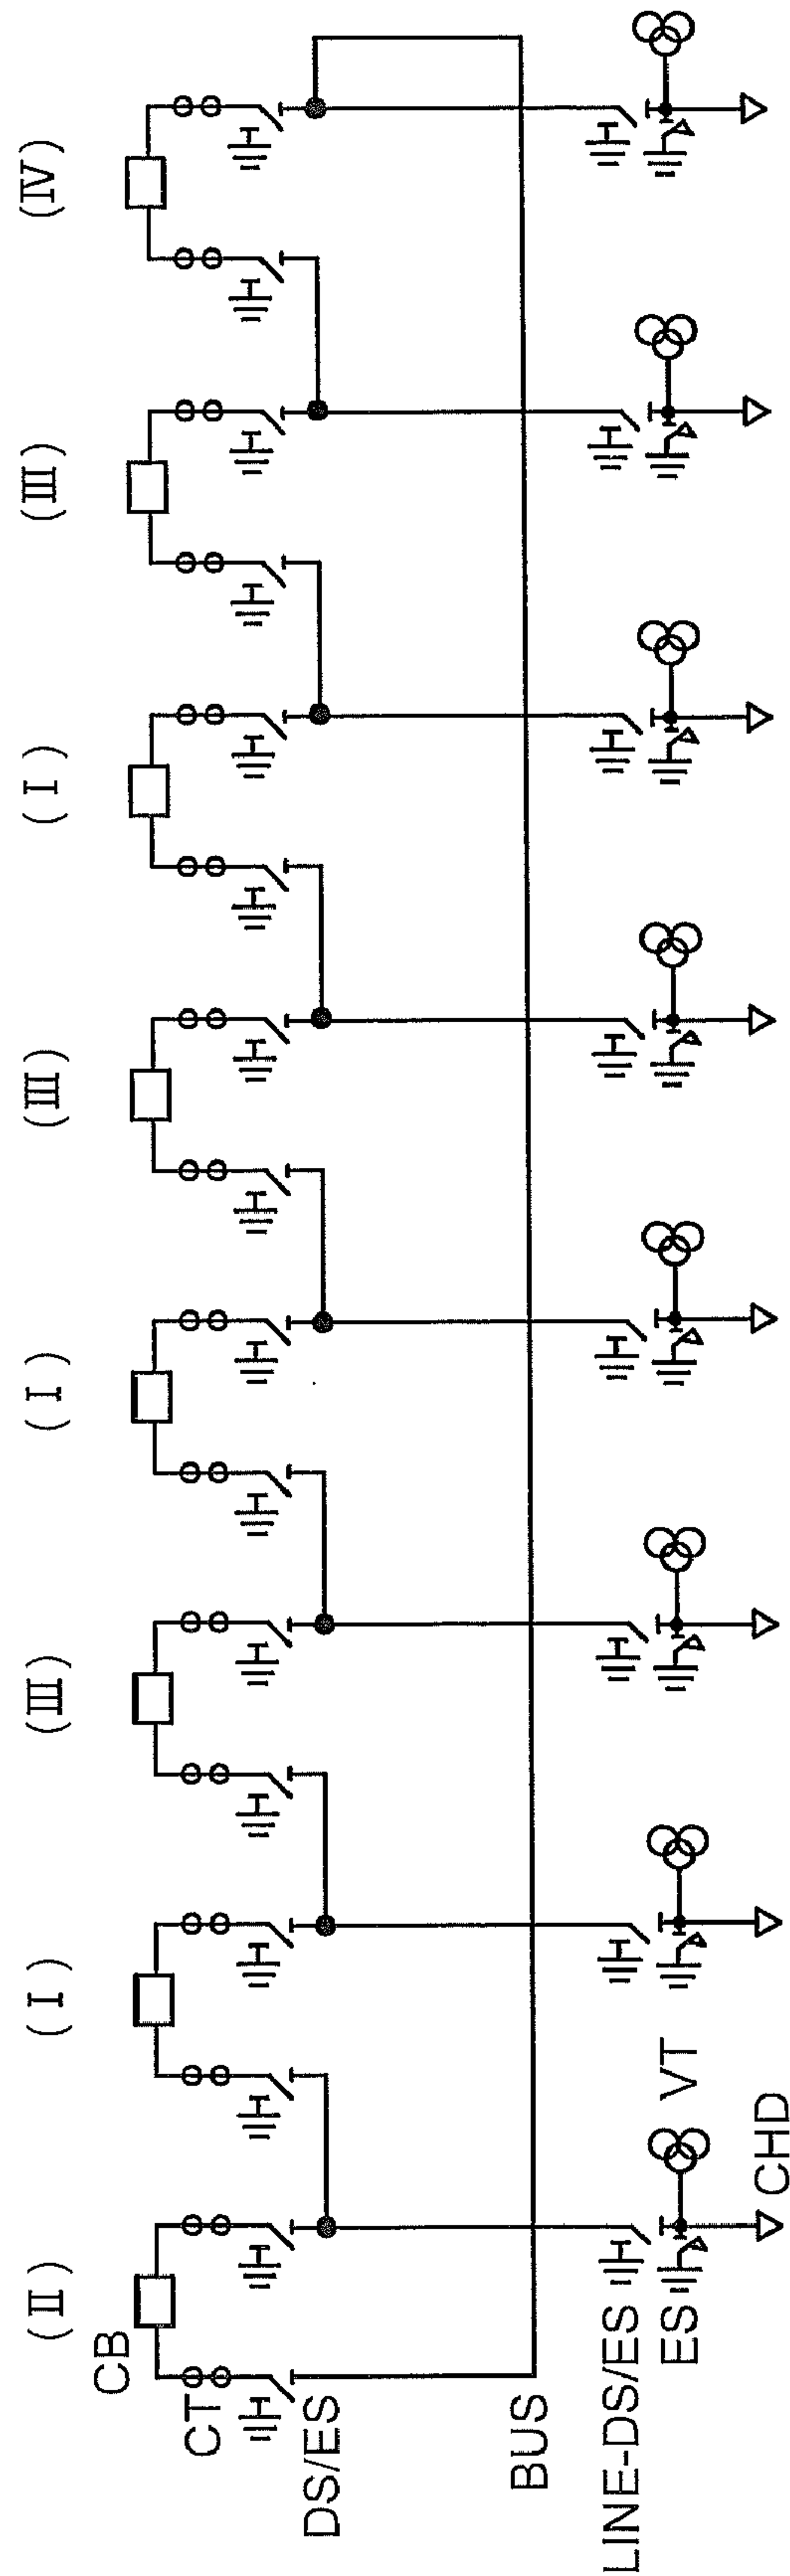 (IV)
(III)
(I)
(III)
(I)
(III)
(I)
(II)
CB
CT
DS/ES
BUS
LINE-DS/ES
ES
VT
CHD